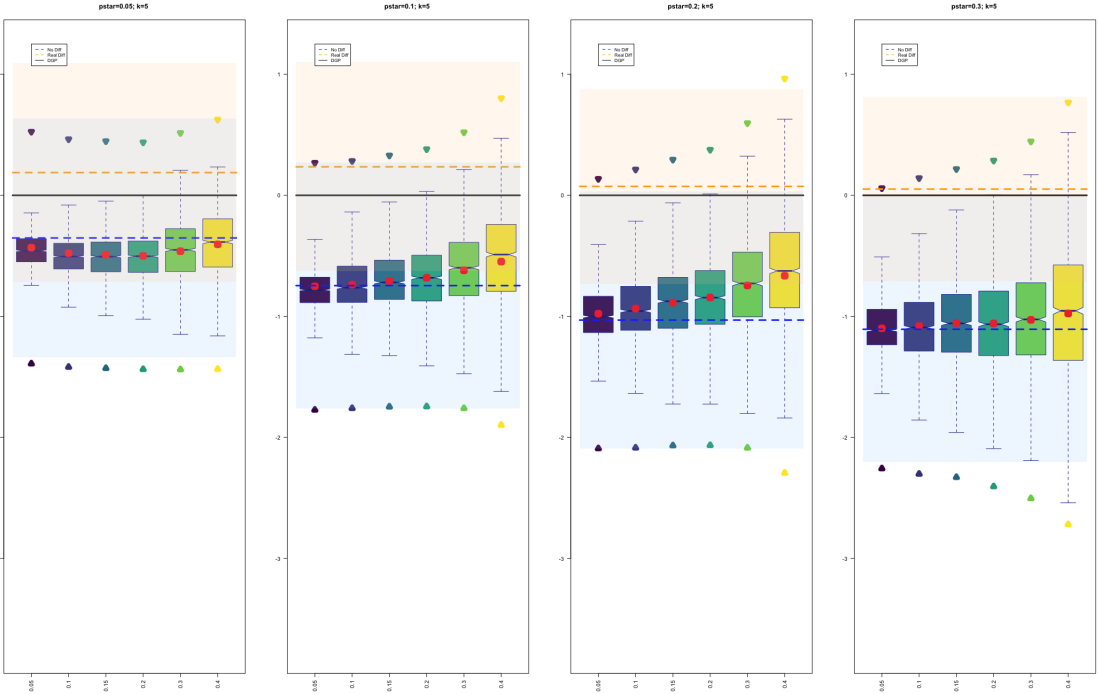 pstar=0.05; k=5
No Diff
Real Diff
DGP
0.05
0.1
0.15
0.2
0.3
0.4
pstar=0.1; k=5
No Diff
Real Diff
DGP
1
0
-1
-2
-3
0.05
0.1
0.15
0.2
0.3
0.4
pstar=0.2; k=5
No Diff
Real Diff
DGP
1
0
-1
-2
-3
0.05
0.1
0.15
0.2
0.3
0.4
pstar=0.3; k=5
No Diff
Real Diff
DGP
1
0
-1
-2
-3
0.05
0.1
0.15
0.2
0.3
0.4